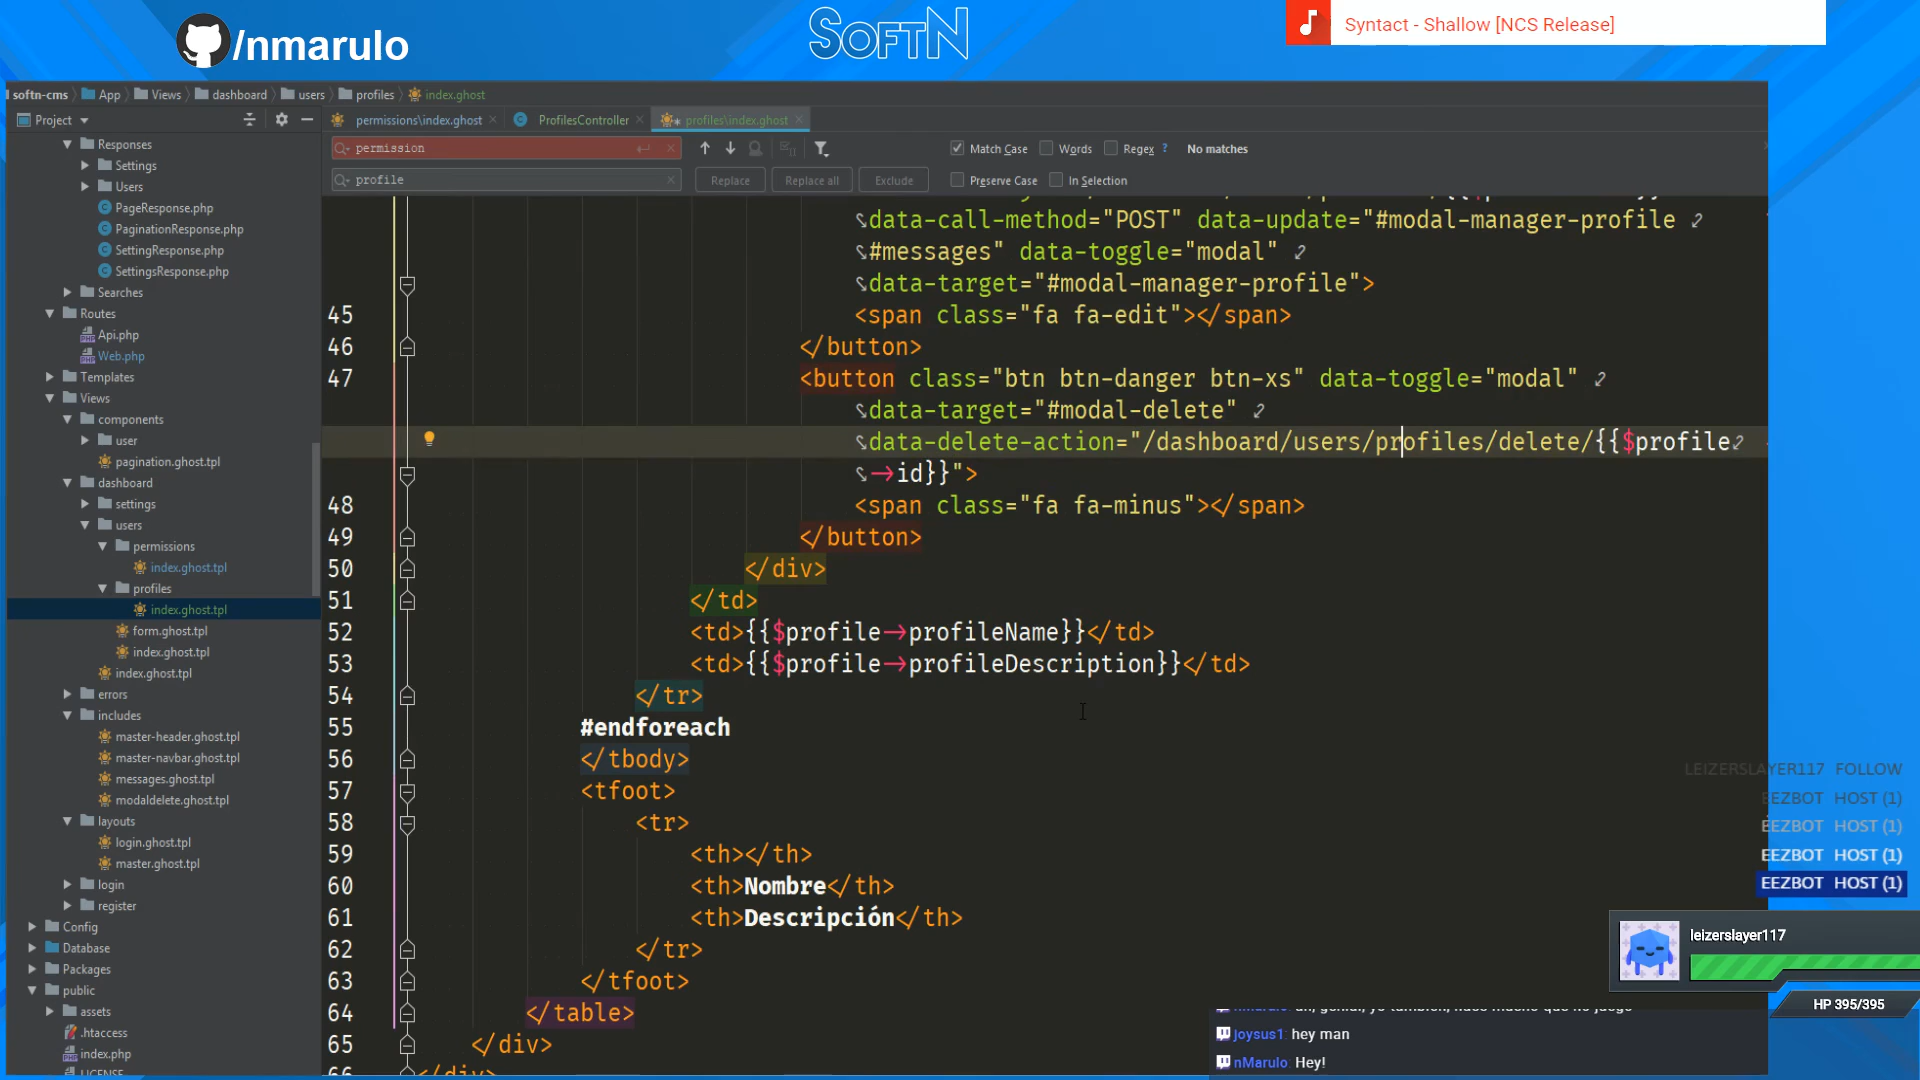 /nmarulo
SOFTN
Syntact - Shallow [NCS Release]
softn-cms App Views dashboard users profiles index.ghost
Project
permissions\index.ghost ProfilesController profiles\index.ghost
permission
Match Case Words Regex ? No matches
profile
Replace Replace all Exclude Preserve Case In Selection
Responses
Settings
Users
PageResponse.php
PaginationResponse.php
SettingResponse.php
SettingsResponse.php
Searches
Routes
Api.php
Web.php
Templates
Views
components
user
pagination.ghost.tpl
dashboard
settings
users
permissions
index.ghost.tpl
profiles
index.ghost.tpl
form.ghost.tpl
index.ghost.tpl
index.ghost.tpl
errors
includes
master-header.ghost.tpl
master-navbar.ghost.tpl
messages.ghost.tpl
modaldelete.ghost.tpl
layouts
login.ghost.tpl
master.ghost.tpl
login
register
Config
Database
Packages
public
assets
.htaccess
index.php
LICENSE
data-call-method="POST" data-update="#modal-manager-profile
#messages" data-toggle="modal"
data-target="#modal-manager-profile">
45 <span class="fa fa-edit"></span>
46 </button>
47 <button class="btn btn-danger btn-xs" data-toggle="modal"
data-target="#modal-delete"
data-delete-action="/dashboard/users/profiles/delete/{{$profile
→id}}">
48 <span class="fa fa-minus"></span>
49 </button>
50 </div>
51 </td>
52 <td>{{$profile→profileName}}</td>
53 <td>{{$profile→profileDescription}}</td>
54 </tr>
55 #endforeach
56 </tbody>
57 <tfoot>
58 <tr>
59 <th></th>
60 <th>Nombre</th>
61 <th>Descripción</th>
62 </tr>
63 </tfoot>
64 </table>
65 </div>
66 </div>
LEIZERSLAYER117 FOLLOW
EEZBOT HOST (1)
EEZBOT HOST (1)
EEZBOT HOST (1)
EEZBOT HOST (1)
leizerslayer117
HP 395/395
joysus1: hey man
nMarulo: Hey!